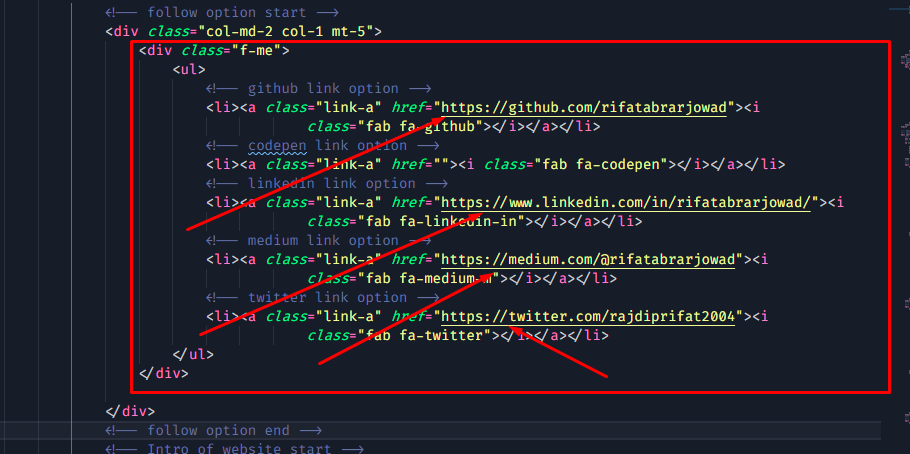 <!-- follow option start -->
<div class="col-md-2 col-1 mt-5">
<div class="f-me">
<ul>
<!-- github link option -->
<li><a class="link-a" href="https://github.com/rifatabrarjowad"><i
class="fab fa-github"></i></a></li>
<!-- codepen link option -->
<li><a class="link-a" href=""><i class="fab fa-codepen"></i></a></li>
<!-- linkedin link option -->
<li><a class="link-a" href="https://www.linkedin.com/in/rifatabrarjowad/"><i
class="fab fa-linkedin-in"></i></a></li>
<!-- medium link option -->
<li><a class="link-a" href="https://medium.com/@rifatabrarjowad"><i
class="fab fa-medium-m"></i></a></li>
<!-- twitter link option -->
<li><a class="link-a" href="https://twitter.com/rajdiprifat2004"><i
class="fab fa-twitter"></i></a></li>
</ul>
</div>
</div>
<!-- follow option end -->
<!-- Intro of website start -->